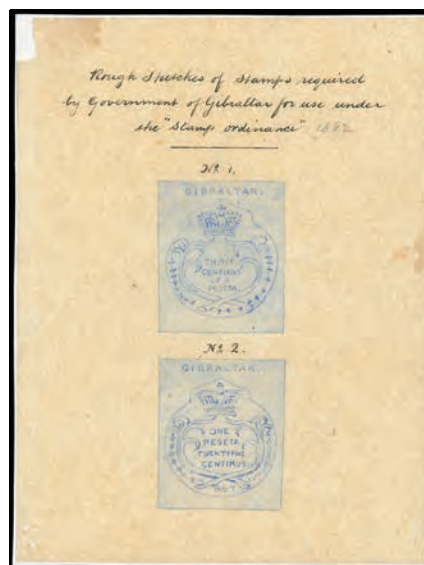 Rough Sketches of Stamps required
by Government of Gibraltar for use under
the "Stamp ordinance" 1882
No. 1.
GIBRALTAR.
CENTIMOS
OF A
PESETA
No. 2.
GIBRALTAR.
ONE
PESETA
TWENTY FIVE
CENTIMOS